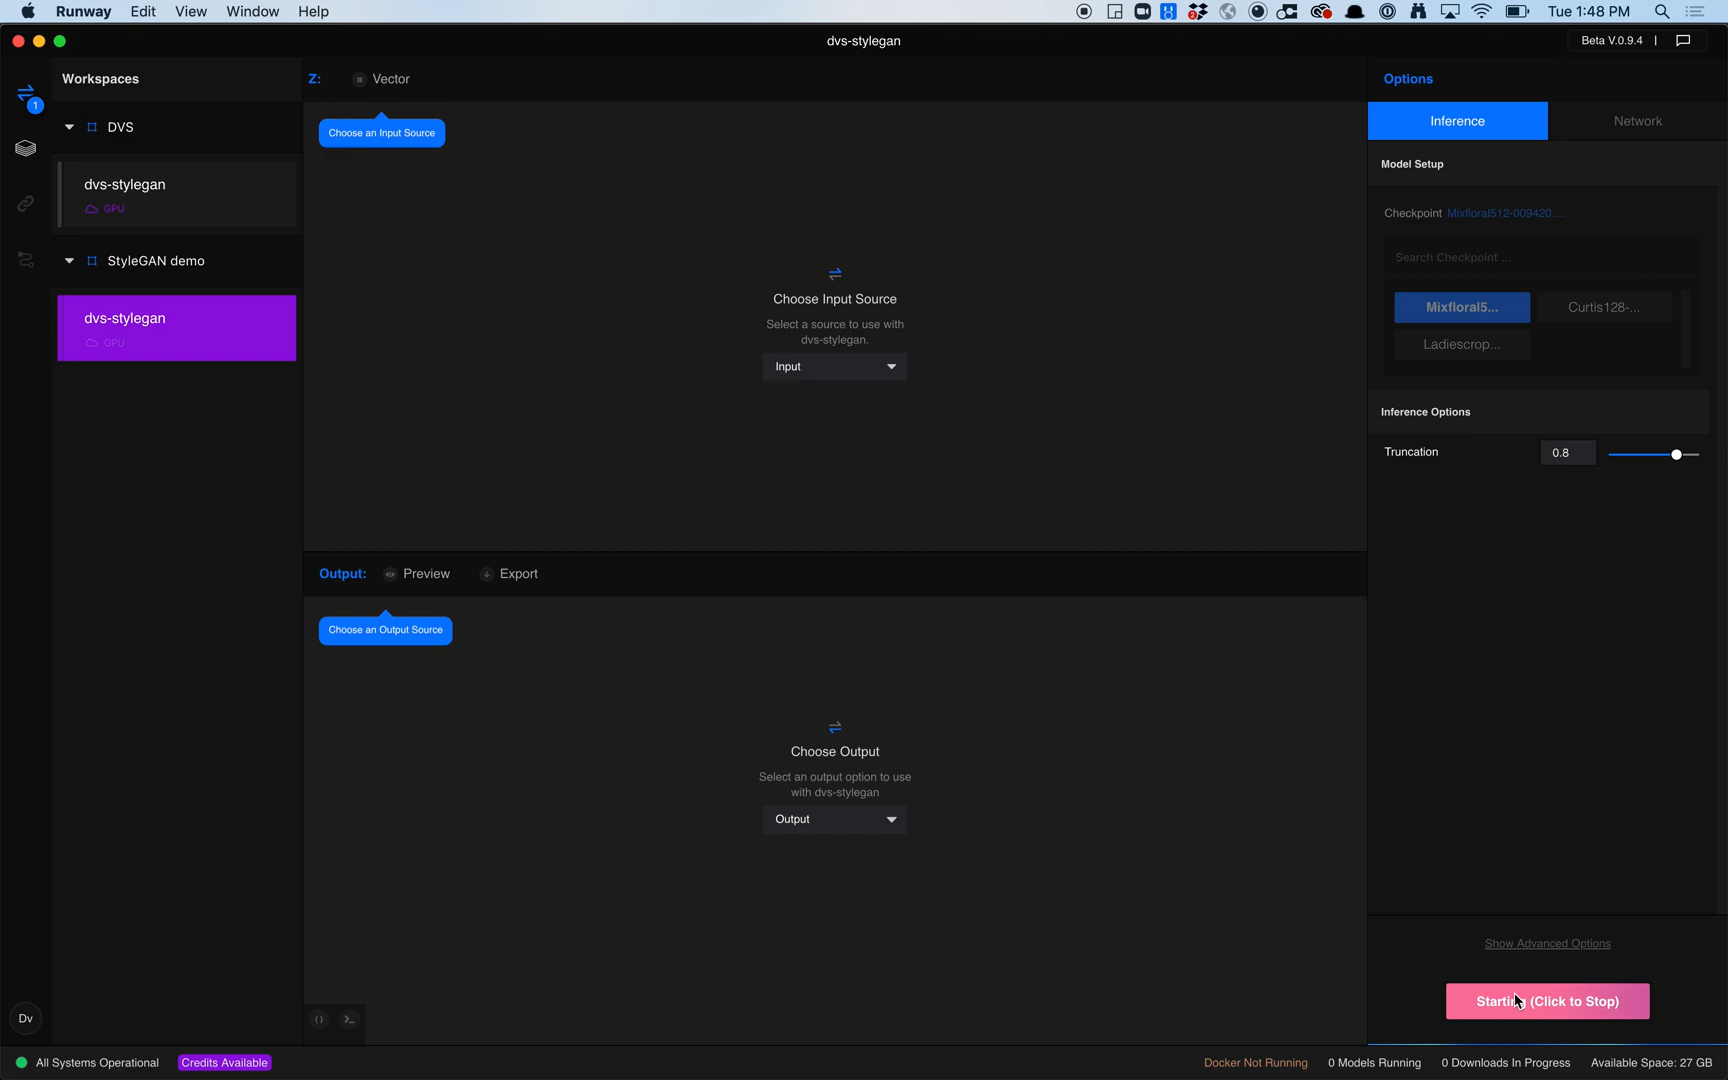 Runway Edit View Window Help
2
Tue 1:48 PM
dvs-stylegan
Beta V.0.9.4 |
1
Workspaces
DVS
dvs-stylegan
GPU
StyleGAN demo
dvs-stylegan
GPU
Z: Vector
Choose an Input Source
Choose Input Source
Select a source to use with
dvs-stylegan.
Input
Output: Preview Export
Choose an Output Source
Choose Output
Select an output option to use
with dvs-stylegan
Output
Options
Inference Network
Model Setup
Checkpoint Mixfloral512-009420....
Search Checkpoint ...
Mixfloral5... Curtis128-...
Ladiescrop...
Inference Options
Truncation 0.8
Show Advanced Options
Starting (Click to Stop)
Dv
All Systems Operational Credits Available
Docker Not Running 0 Models Running 0 Downloads In Progress Available Space: 27 GB